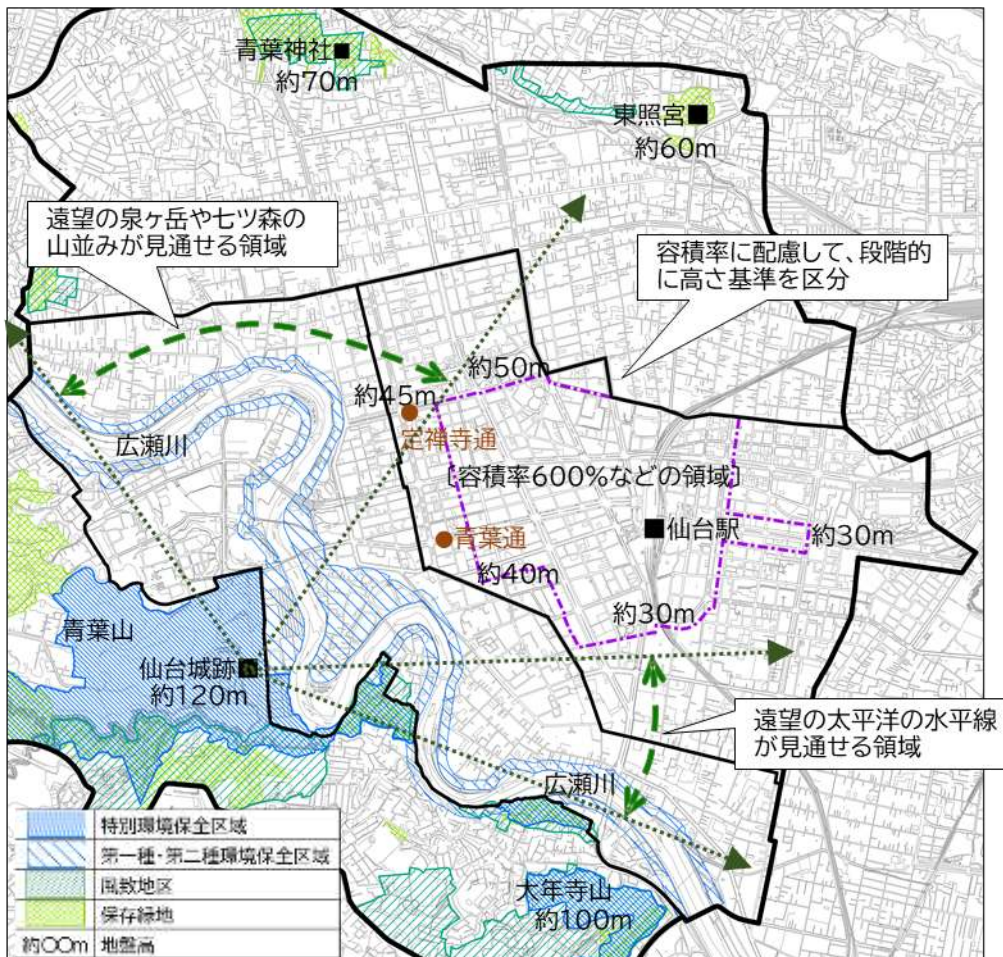 青葉神社
約70m
東照宮
約60m
遠望の泉ヶ岳や七ツ森の
山並みが見通せる領域
容積率に配慮して、段階的
に高さ基準を区分
約50m
約45m
定禅寺通
広瀬川
〔容積率600%などの領域〕
仙台駅
約30m
青葉通
約40m
約30m
青葉山
仙台城跡
約120m
遠望の太平洋の水平線
が見通せる領域
広瀬川
大年寺山
約100m
特別環境保全区域
第一種・第二種環境保全区域
風致地区
保存緑地
約〇〇m 地盤高